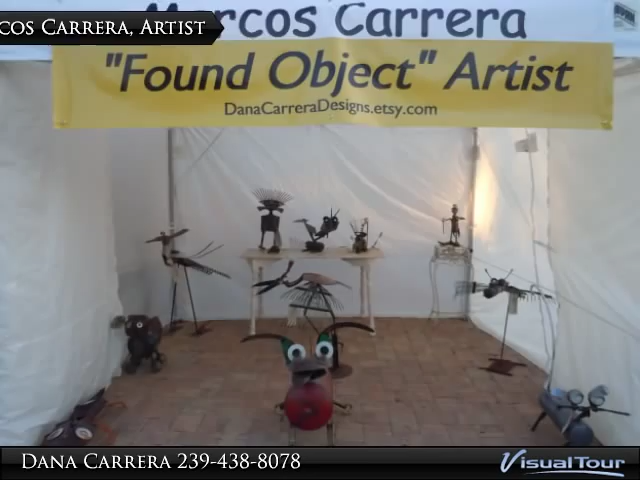 cos Carrera, Artist
Marcos Carrera
"Found Object" Artist
DanaCarreraDesigns.etsy.com
Dana Carrera 239-438-8078
VisualTour